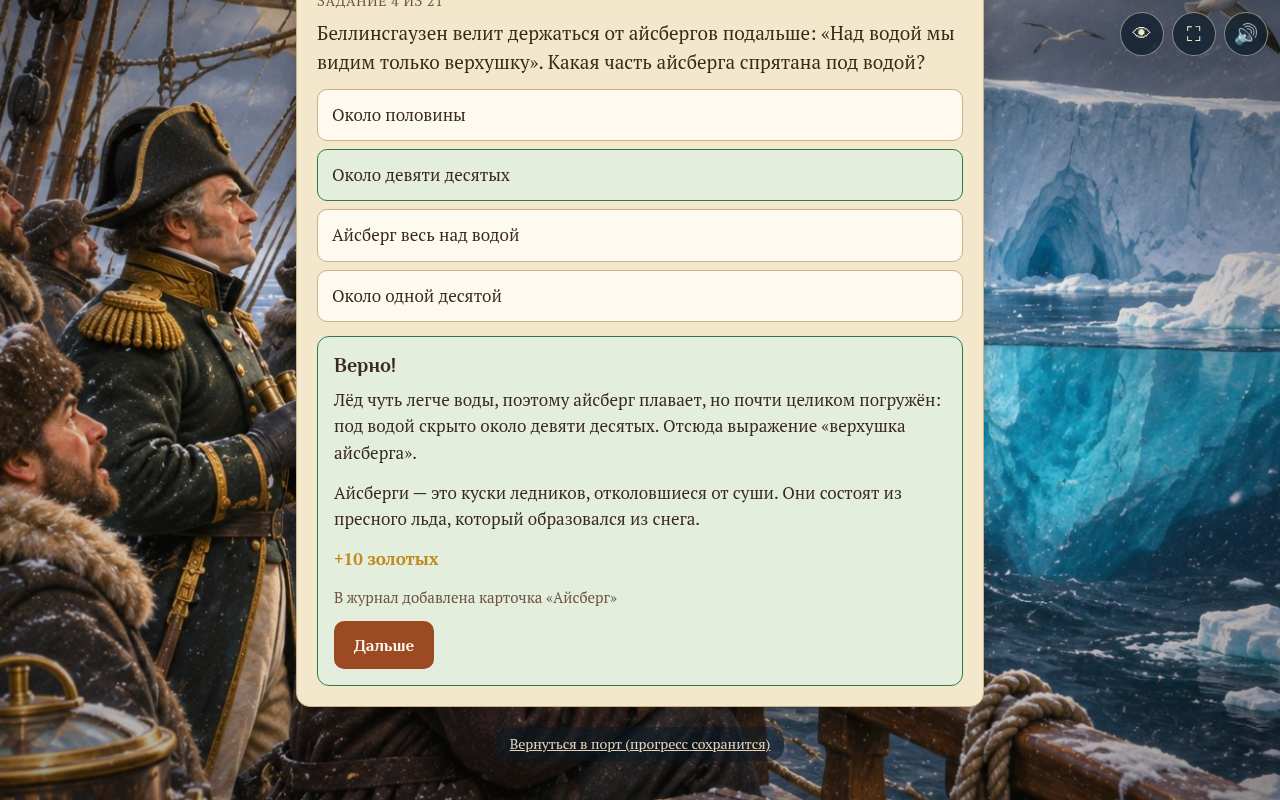 ЗАДАНИЕ 4 ИЗ 21
Беллинсгаузен велит держаться от айсбергов подальше: «Над водой мы
видим только верхушку». Какая часть айсберга спрятана под водой?
Около половины
Около девяти десятых
Айсберг весь над водой
Около одной десятой
Верно!
Лёд чуть легче воды, поэтому айсберг плавает, но почти целиком погружён:
под водой скрыто около девяти десятых. Отсюда выражение «верхушка
айсберга».
Айсберги — это куски ледников, отколовшиеся от суши. Они состоят из
пресного льда, который образовался из снега.
+10 золотых
В журнал добавлена карточка «Айсберг»
Дальше
Вернуться в порт (прогресс сохранится)